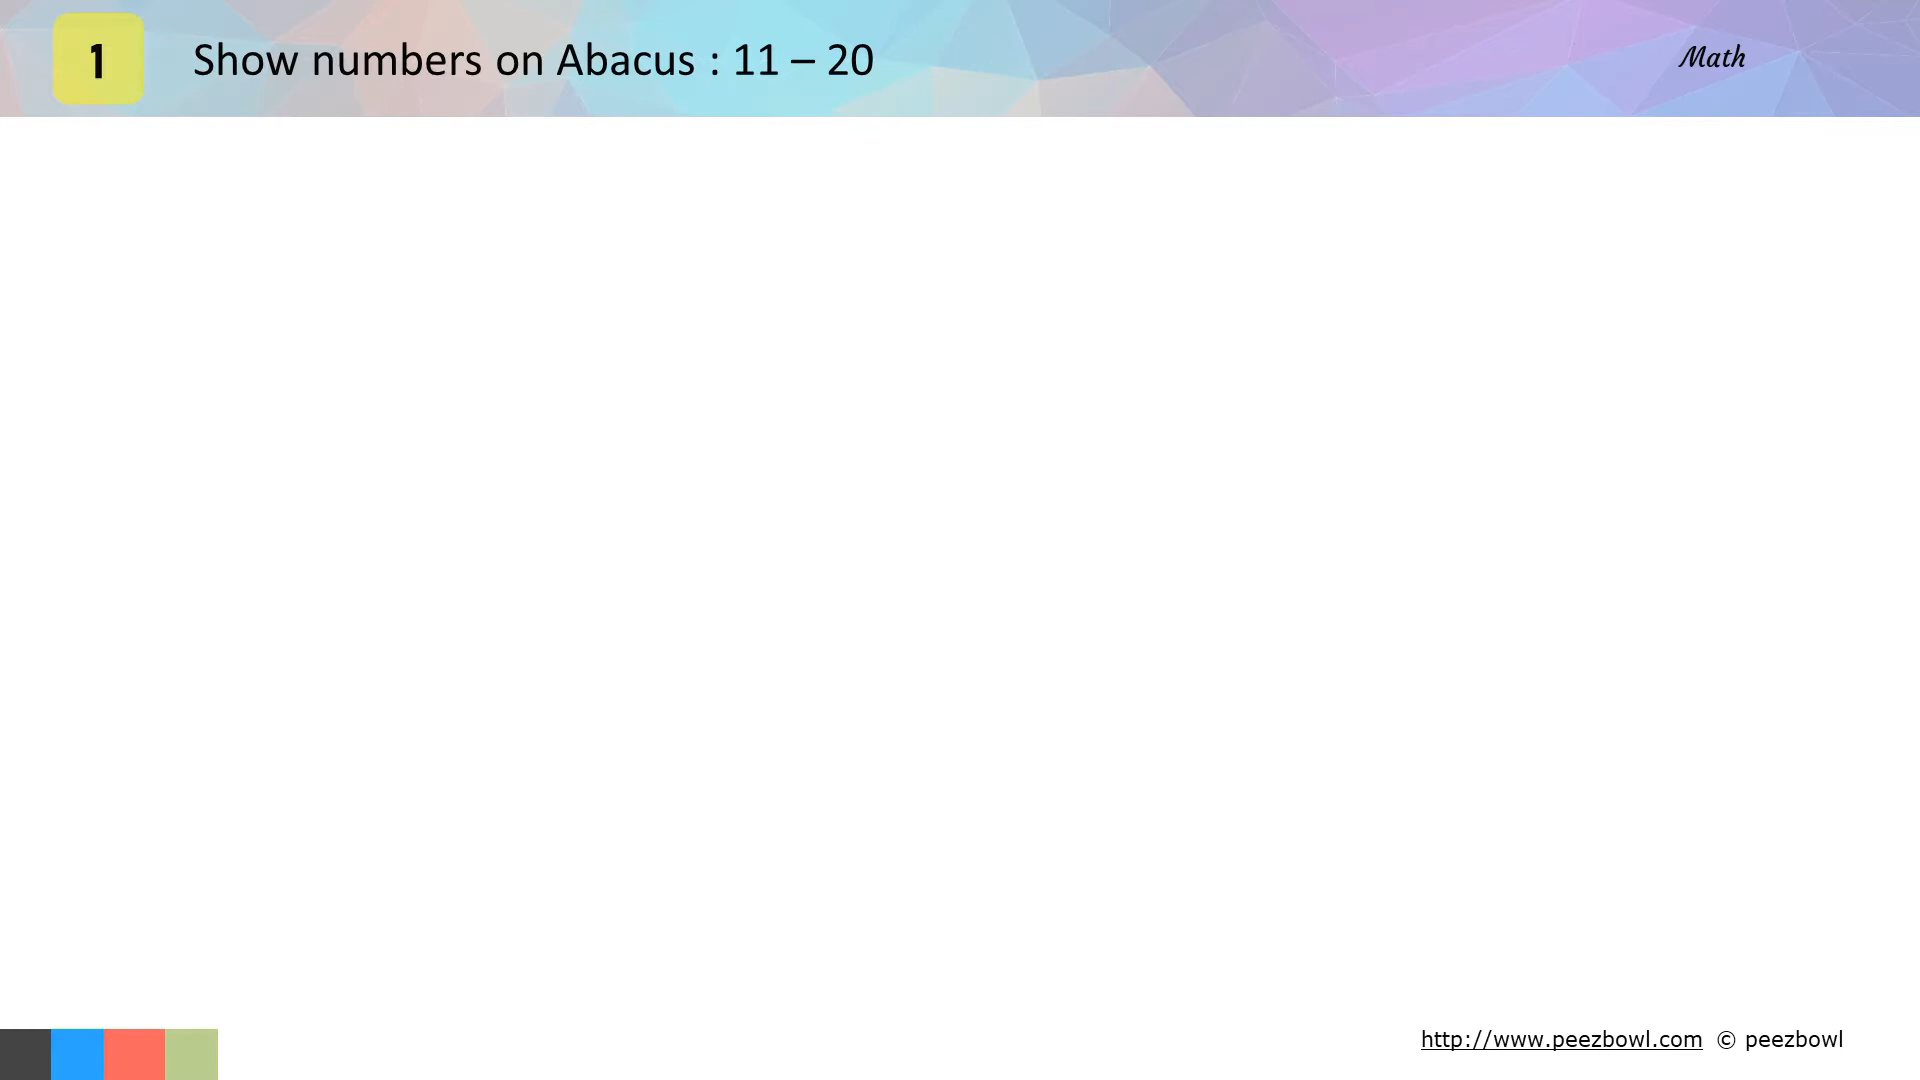 1
Show numbers on Abacus : 11 – 20
Math
http://www.peezbowl.com © peezbowl